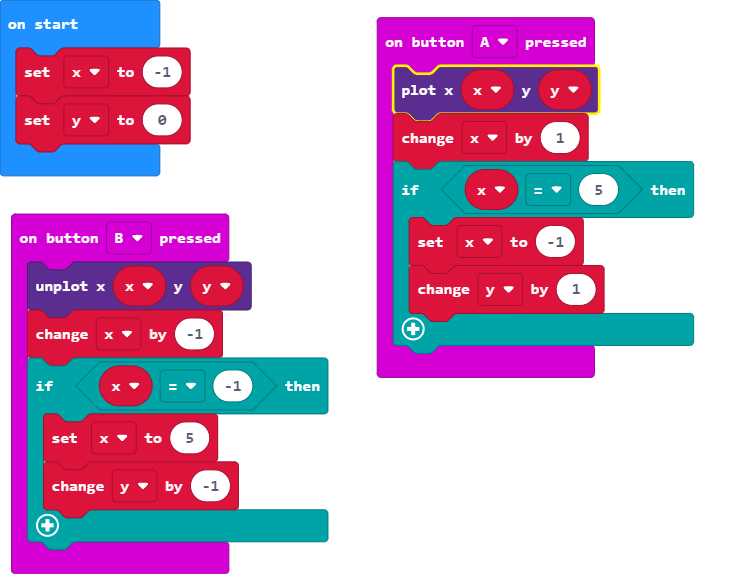 on start
set x to -1
set y to 0
on button A pressed
plot x x y y
change x by 1
if x = 5 then
set x to -1
change y by 1
on button B pressed
unplot x x y y
change x by -1
if x = -1 then
set x to 5
change y by -1